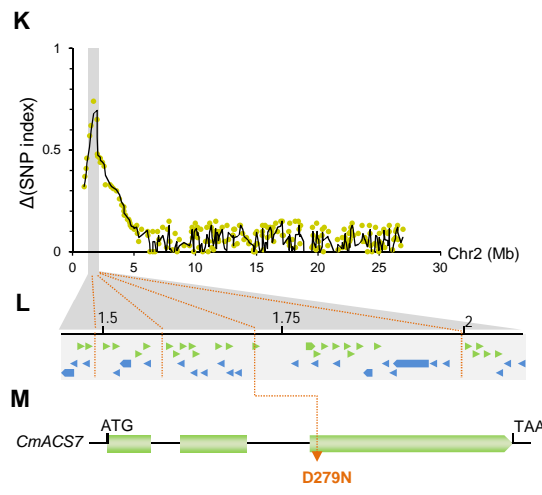 K
1
0.5
0
Δ(SNP index)
0 5 10 15 20 25 30
Chr2 (Mb)
L
1.5 1.75 2
M
ATG TAA
CmACS7
D279N